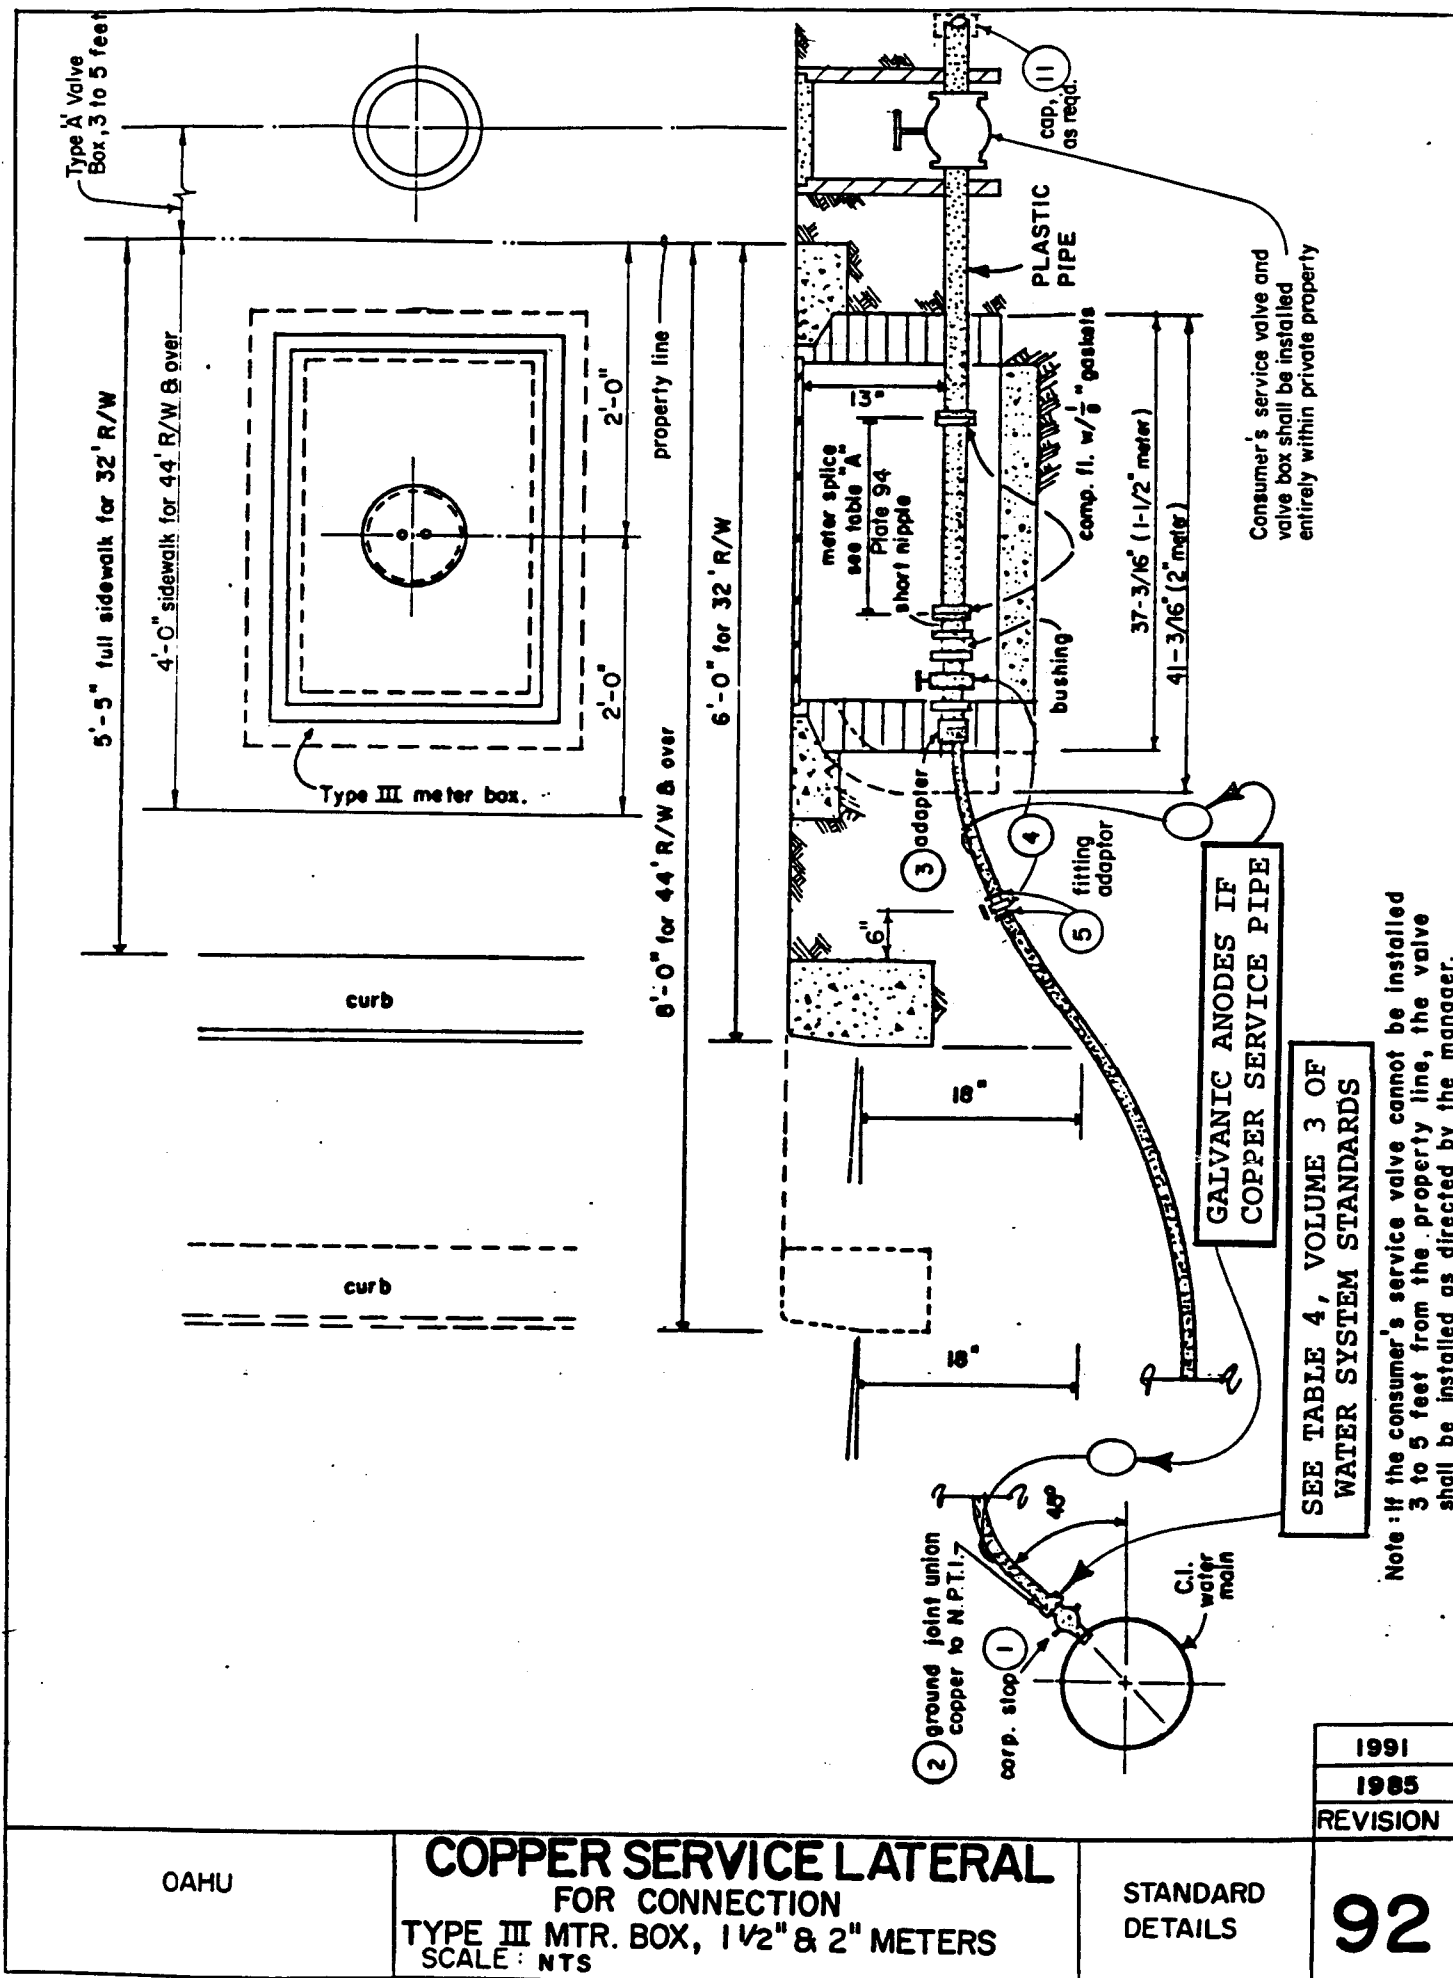 Type 'A' Valve
Box, 3 to 5 feet
5'-5" full sidewalk for 32' R/W
4'-0" sidewalk for 44' R/W & over
2'-0"
2'-0"
property line
Type III meter box.
6'-0" for 32' R/W
8'-0" for 44' R/W & over
curb
curb
11
cap,
as reqd.
PLASTIC
PIPE
Consumer's service valve and
valve box shall be installed
entirely within private property
13"
meter splice
see table "A"
Plate 94
short nipple
comp. fl. w/ 1/8" gaskets
bushing
37-3/16" (1-1/2" meter)
41-3/16" (2" meter)
3 adapter
4
fitting
adaptor
5
6"
18"
18"
GALVANIC ANODES IF
COPPER SERVICE PIPE
SEE TABLE 4, VOLUME 3 OF
WATER SYSTEM STANDARDS
Note: If the consumer's service valve cannot be installed
3 to 5 feet from the property line, the valve
shall be installed as directed by the manager.
2 ground joint union
copper to N.P.T.I.
corp. stop 1
45°
C.I.
water
main
1991
1985
REVISION
OAHU
COPPER SERVICE LATERAL
FOR CONNECTION
TYPE III MTR. BOX, 1 1/2" & 2" METERS
SCALE: NTS
STANDARD
DETAILS
92